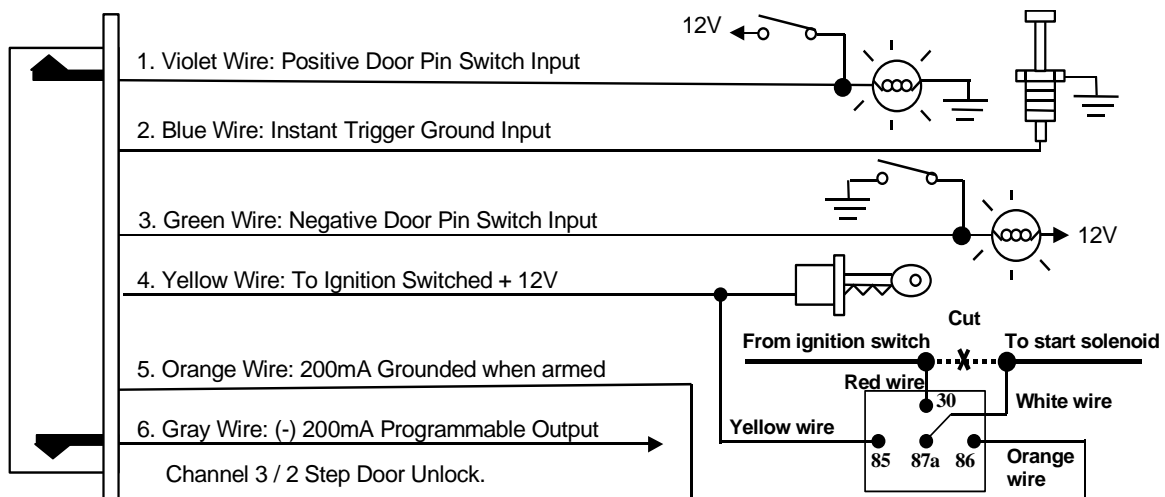 12V
1. Violet Wire: Positive Door Pin Switch Input
2. Blue Wire: Instant Trigger Ground Input
3. Green Wire: Negative Door Pin Switch Input
12V
4. Yellow Wire: To Ignition Switched + 12V
Cut
From ignition switch
To start solenoid
5. Orange Wire: 200mA Grounded when armed
Red wire
30
White wire
6. Gray Wire: (-) 200mA Programmable Output
Yellow wire
85 87a 86
Orange
wire
Channel 3 / 2 Step Door Unlock.